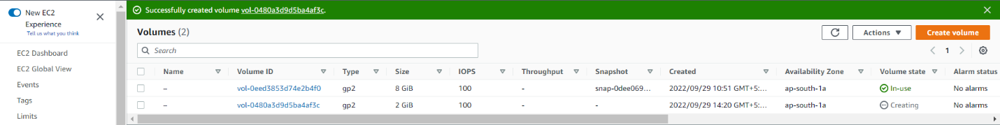 New EC2
Experience
Tell us what you think
EC2 Dashboard
EC2 Global View
Events
Tags
Limits
Successfully created volume vol-0480a3d9d5ba4af3c.
Volumes (2)
Actions
Create volume
Search
1
Name Volume ID Type Size IOPS Throughput Snapshot Created Availability Zone Volume state Alarm status
– vol-0eed3853d74e2b4f0 gp2 8 GiB 100 - snap-0dee069... 2022/09/29 10:51 GMT+5:... ap-south-1a In-use No alarms
– vol-0480a3d9d5ba4af3c gp2 2 GiB 100 - - 2022/09/29 14:20 GMT+5:... ap-south-1a Creating No alarms